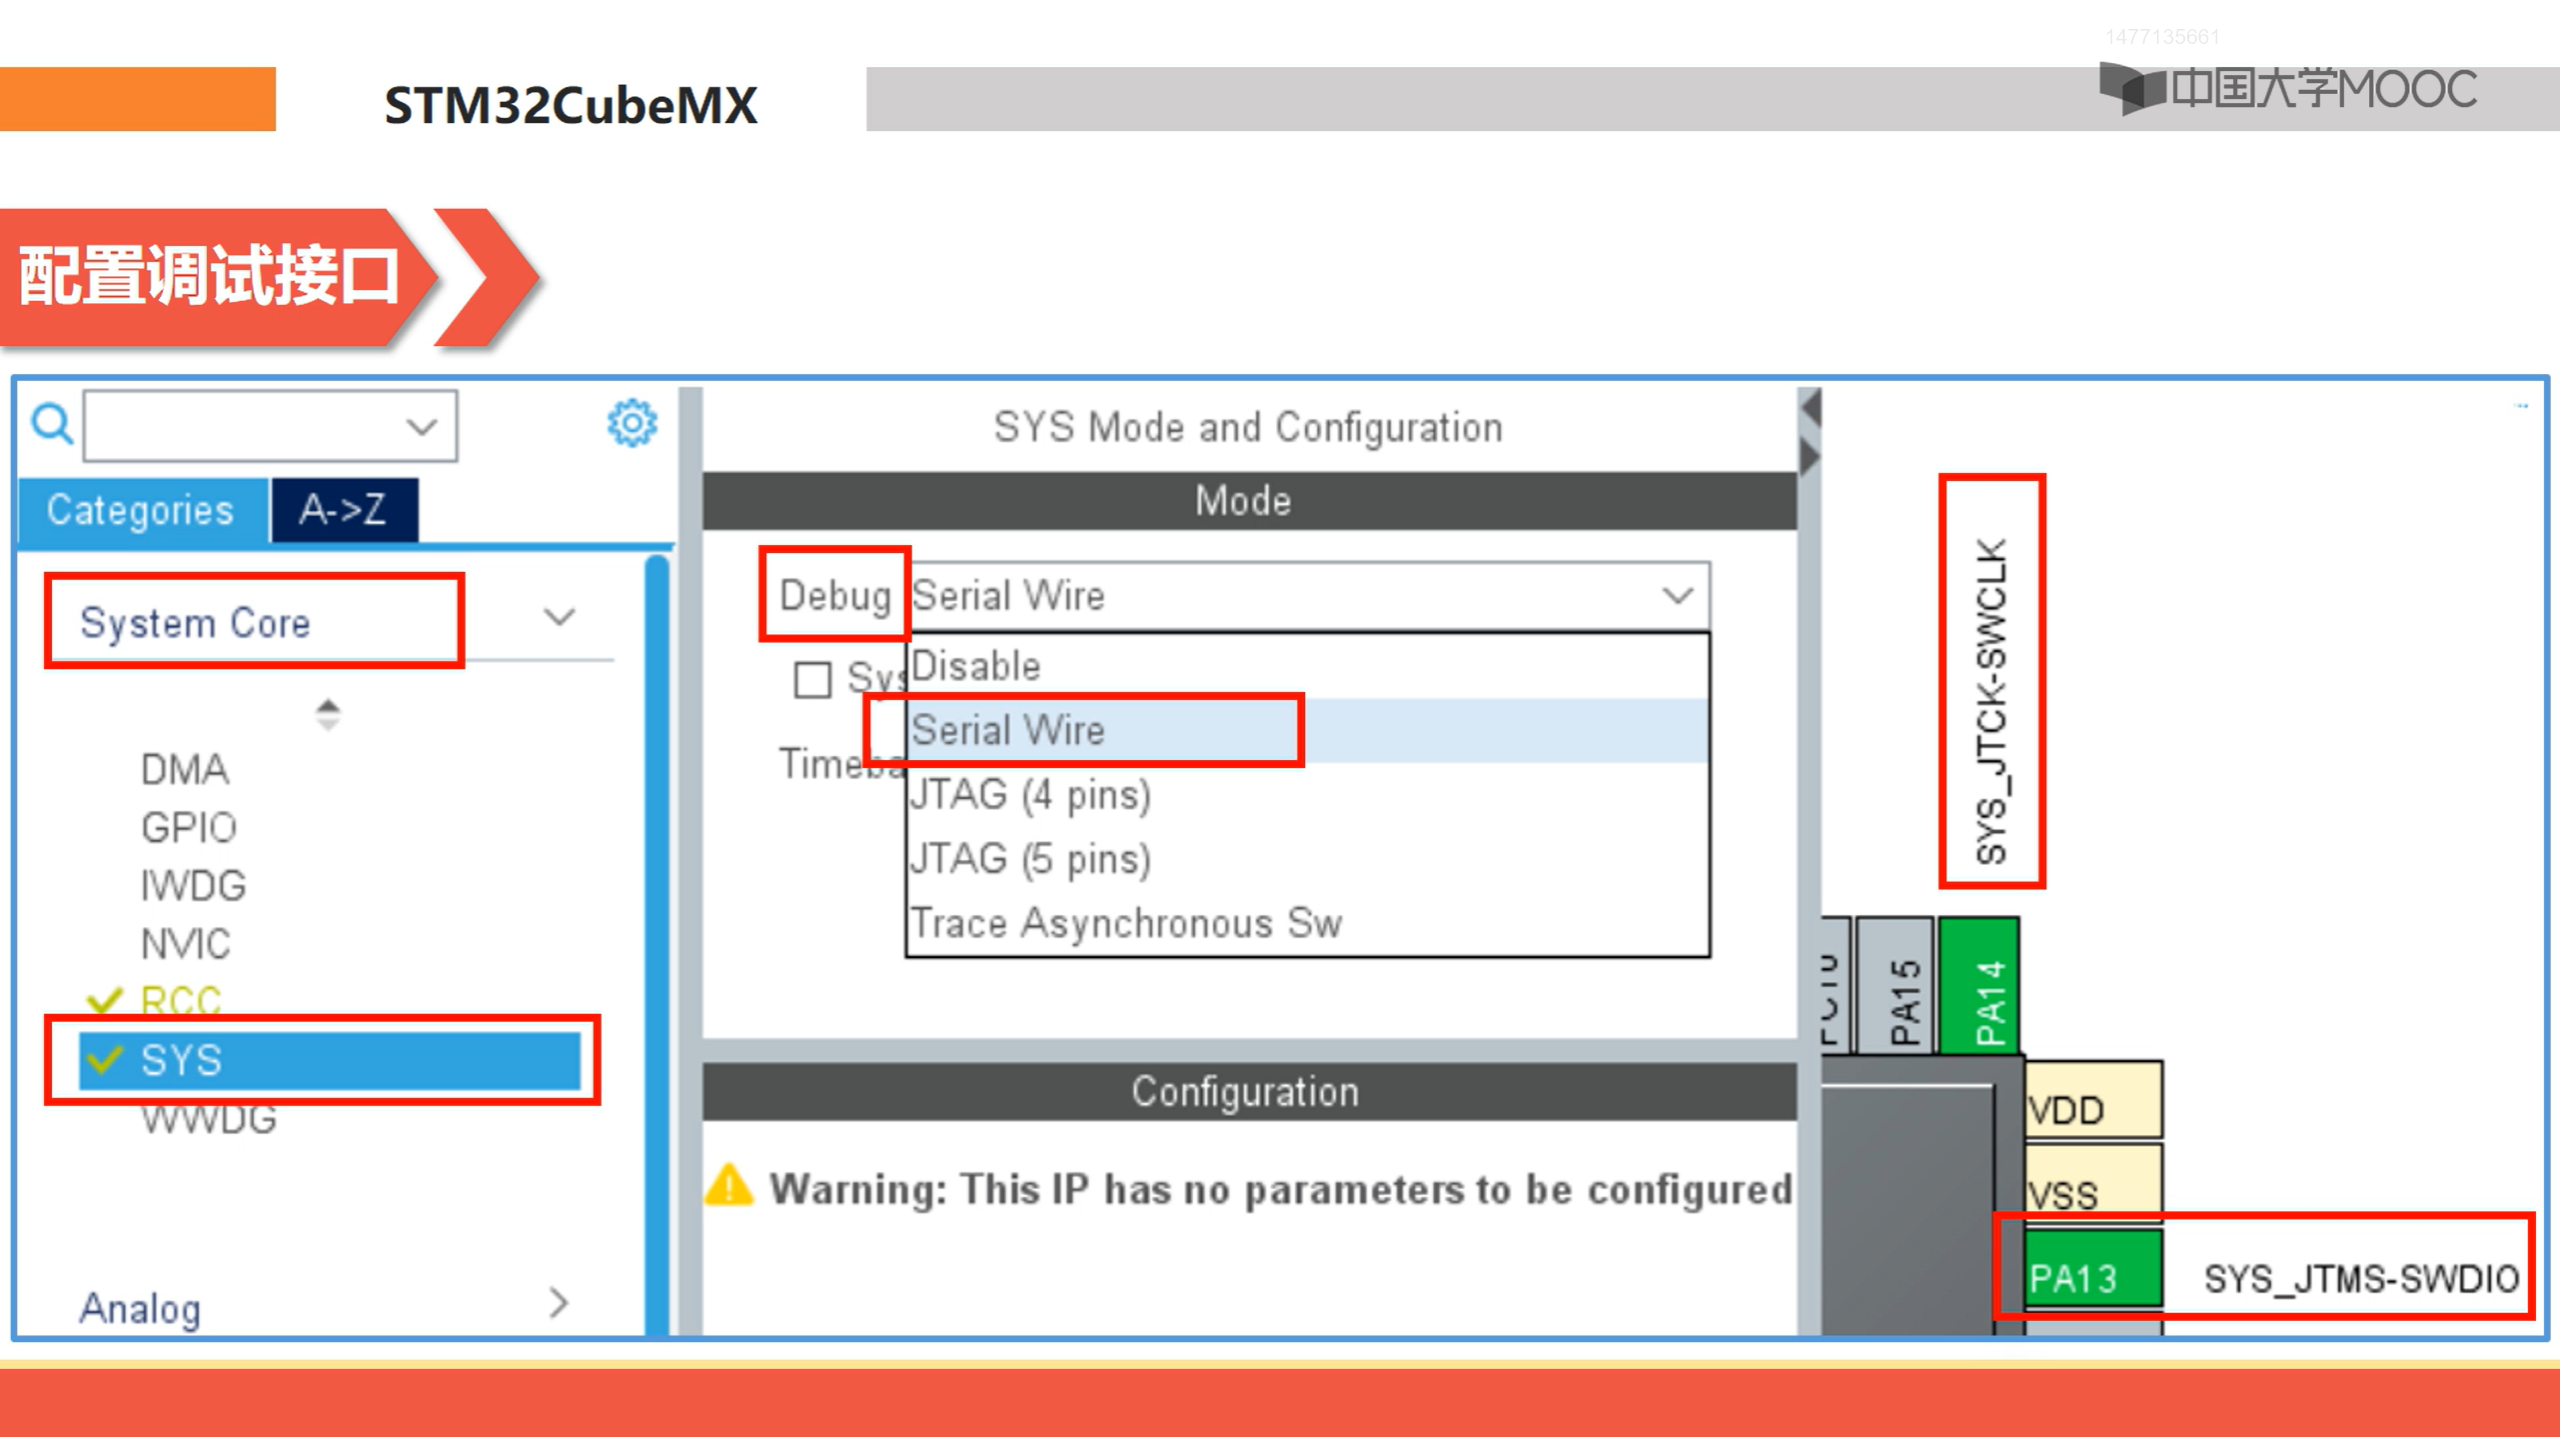 1477135661
STM32CubeMX
中国大学MOOC
配置调试接口
Categories
A->Z
System Core
DMA
GPIO
IWDG
NVIC
RCC
SYS
WWDG
Analog
SYS Mode and Configuration
Mode
Debug
Serial Wire
Disable
Serial Wire
JTAG (4 pins)
JTAG (5 pins)
Trace Asynchronous Sw
Configuration
Warning: This IP has no parameters to be configured
SYS_JTCK-SWCLK
PA15
PA14
VDD
VSS
PA13
SYS_JTMS-SWDIO